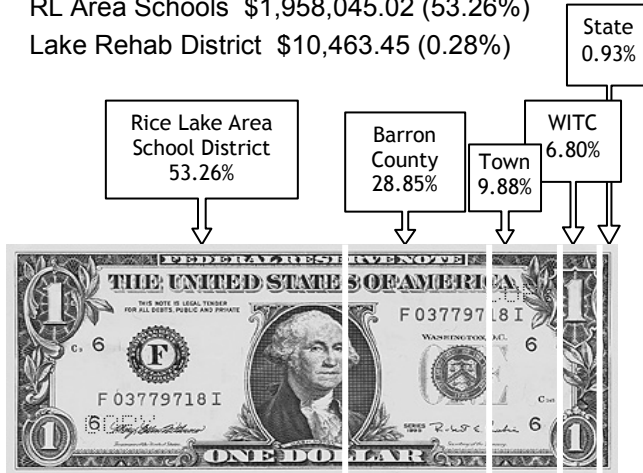 RL Area Schools $1,958,045.02 (53.26%)
Lake Rehab District $10,463.45 (0.28%)
State
0.93%
Rice Lake Area
School District
53.26%
Barron
County
28.85%
Town
9.88%
WITC
6.80%
FEDERAL RESERVE NOTE
THE UNITED STATES OF AMERICA
THIS NOTE IS LEGAL TENDER
FOR ALL DEBTS, PUBLIC AND PRIVATE
F 03779718 I
WASHINGTON, D.C.
6
6
F
F 03779718 I
6
6
SERIES
ONE DOLLAR
1
1
1
1